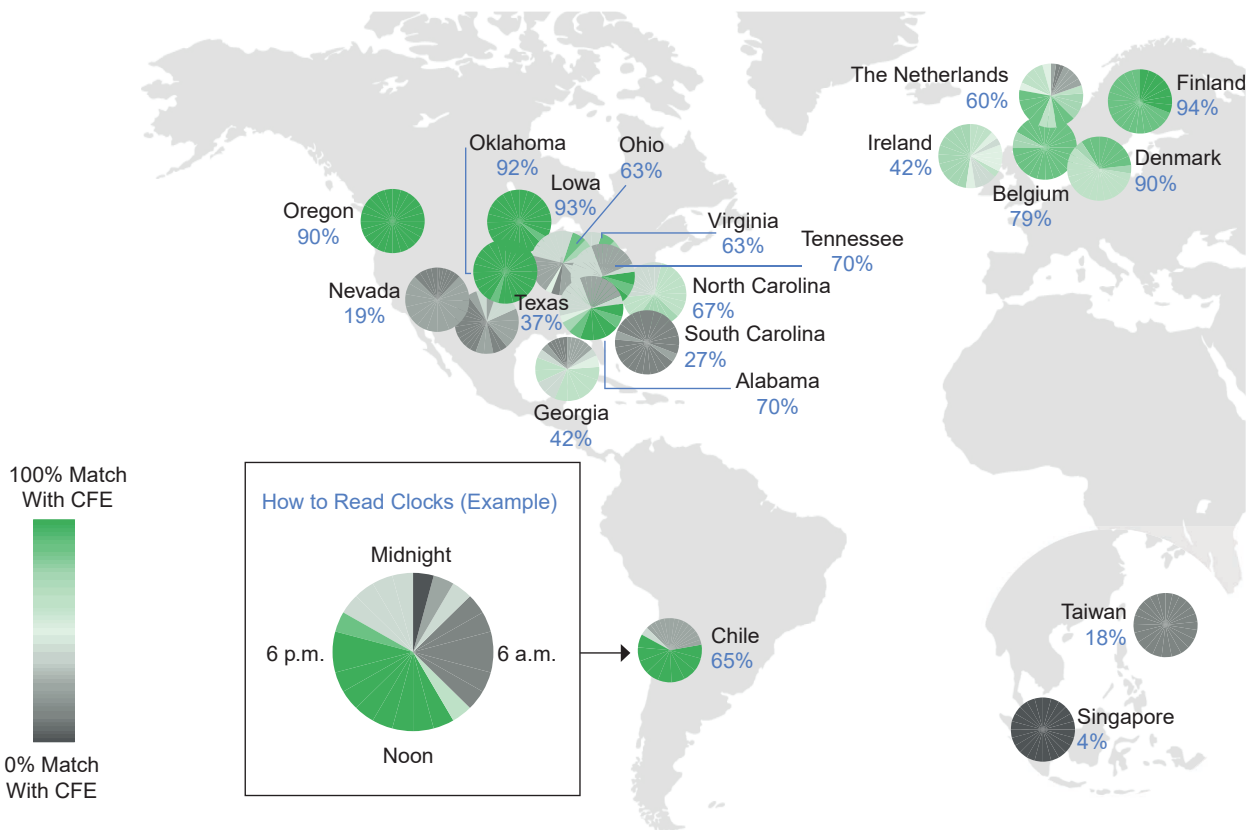 The Netherlands
60%
Finland
94%
Ireland
42%
Denmark
90%
Belgium
79%
Oklahoma
92%
Ohio
63%
Lowa
93%
Oregon
90%
Virginia
63%
Tennessee
70%
Nevada
19%
Texas
37%
North Carolina
67%
South Carolina
27%
Alabama
70%
Georgia
42%
100% Match
With CFE
0% Match
With CFE
How to Read Clocks (Example)
Midnight
6 p.m.
6 a.m.
Noon
Chile
65%
Taiwan
18%
Singapore
4%